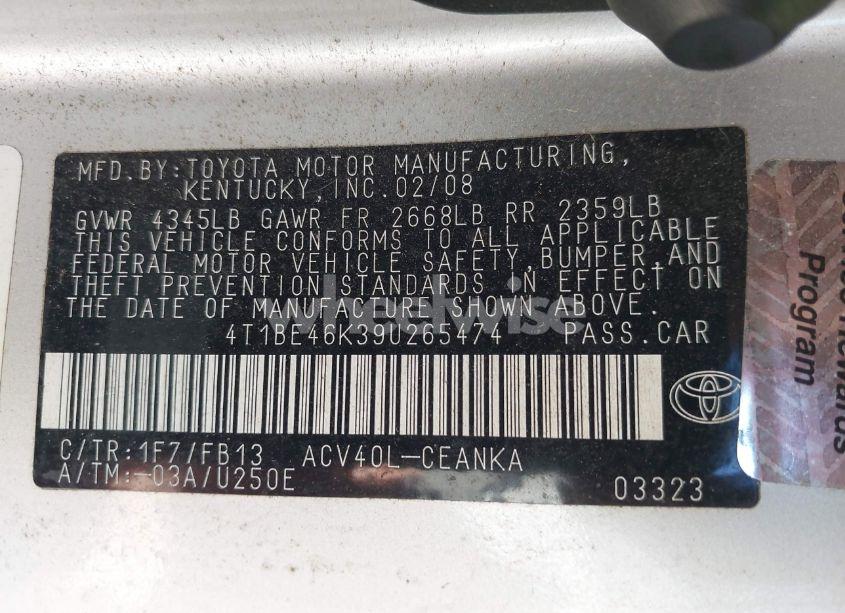 MFD. BY: TOYOTA MOTOR MANUFACTURING,
KENTUCKY, INC. 02/08
GVWR 4345LB GAWR FR 2668LB RR 2359LB
THIS VEHICLE CONFORMS TO ALL APPLICABLE
FEDERAL MOTOR VEHICLE SAFETY, BUMPER, AND
THEFT PREVENTION STANDARDS IN EFFECT ON
THE DATE OF MANUFACTURE SHOWN ABOVE.
4T1BE46K39U265474 PASS. CAR
C/TR: 1F7/FB13 ACV40L-CEANKA
A/TM: -03A/U250E
03323
wheelwise
Program